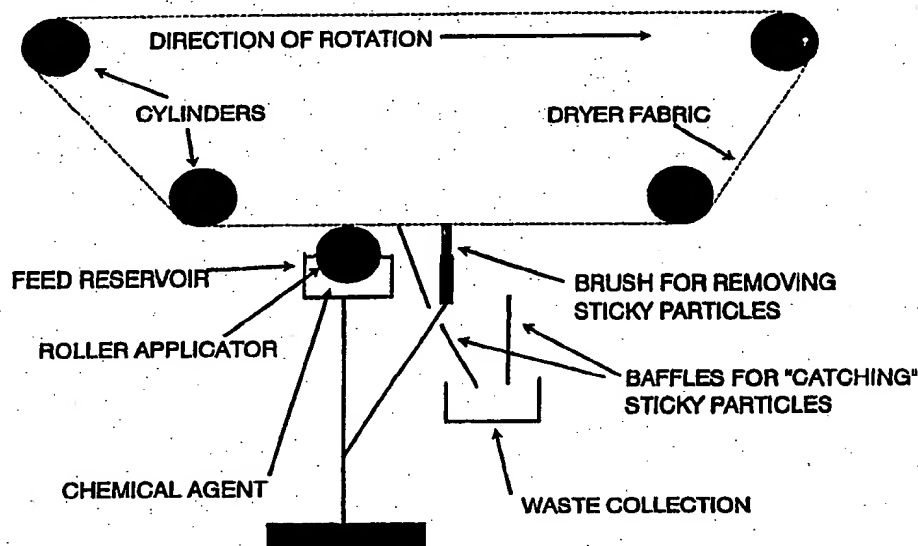 DIRECTION OF ROTATION
CYLINDERS
DRYER FABRIC
FEED RESERVOIR
BRUSH FOR REMOVING
STICKY PARTICLES
ROLLER APPLICATOR
BAFFLES FOR "CATCHING"
STICKY PARTICLES
CHEMICAL AGENT
WASTE COLLECTION